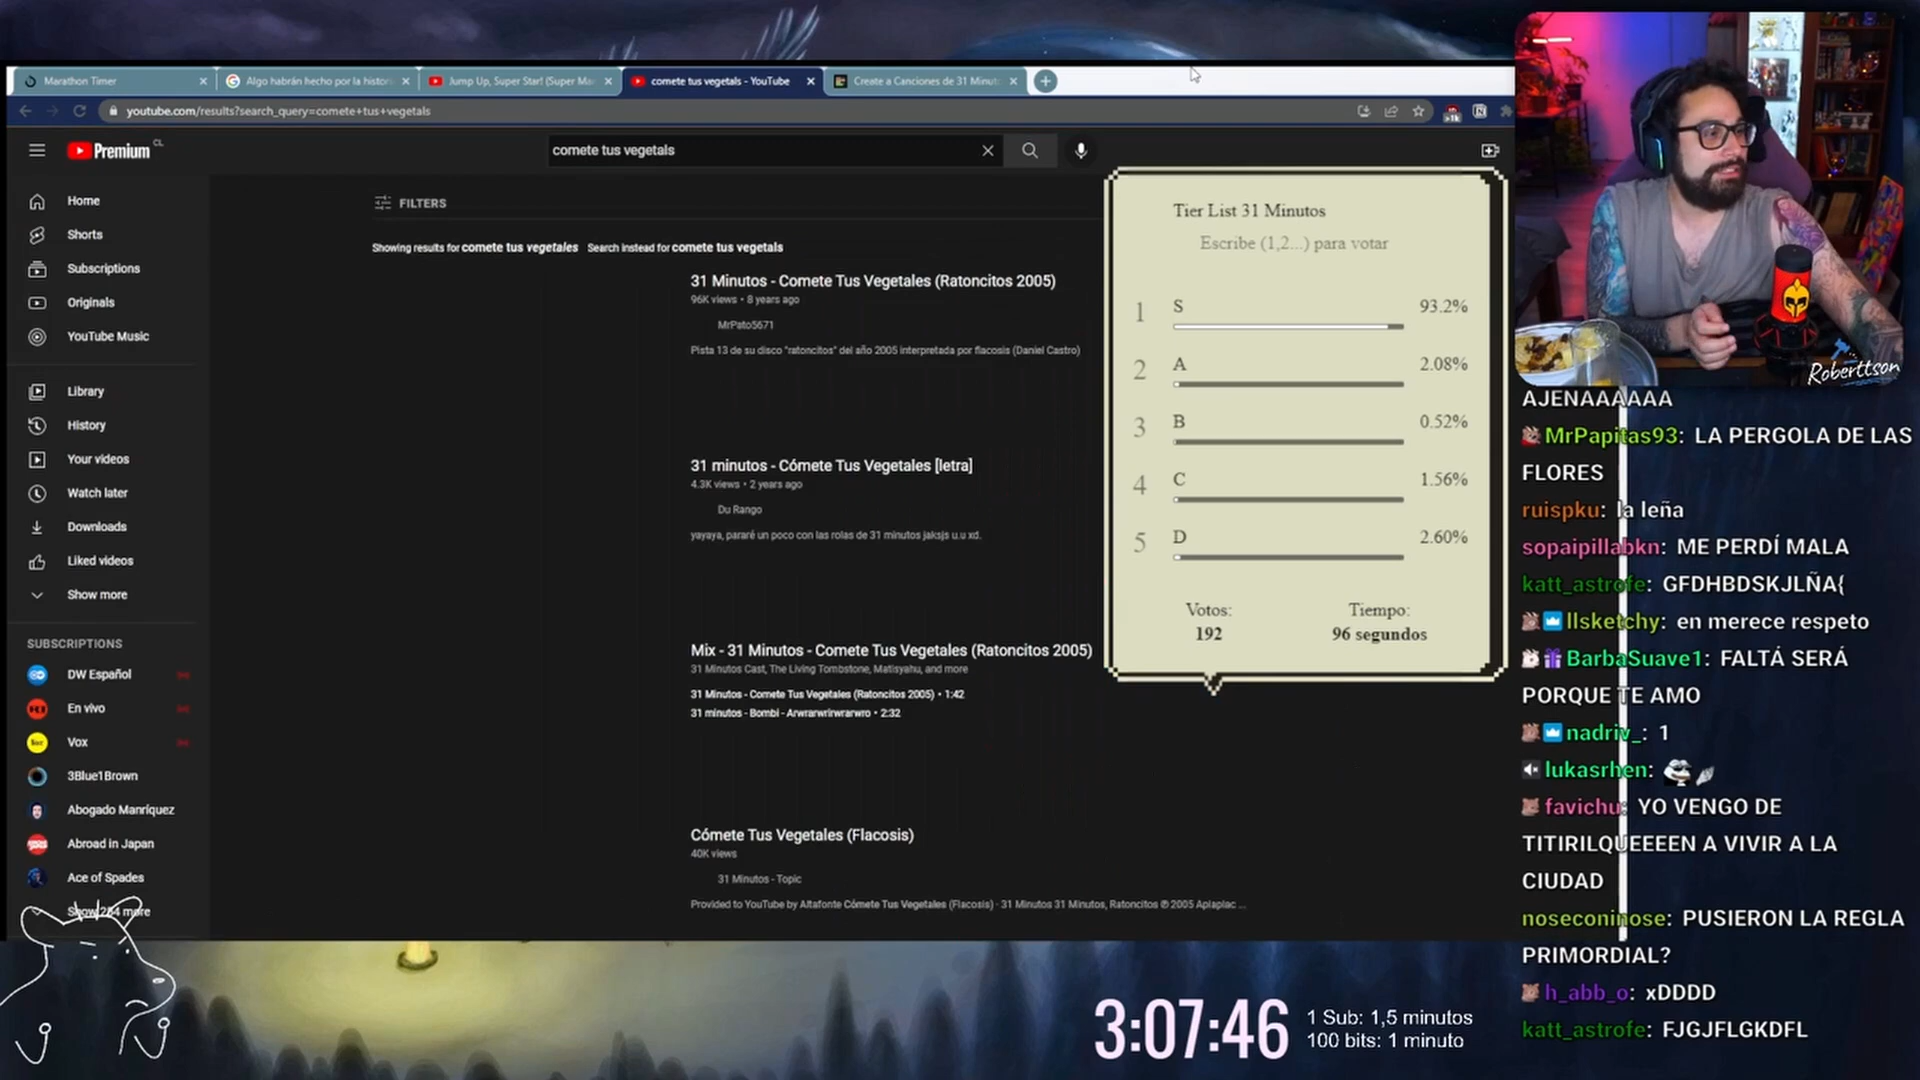 Marathon Timer
Algo habrán hecho por la histori
Jump Up, Super Star! (Super Ma
comete tus vegetals - YouTube
Create a Canciones de 31 Minut
youtube.com/results?search_query=comete+tus+vegetals
Premium CL
comete tus vegetals
Home
Shorts
Subscriptions
Originals
YouTube Music
Library
History
Your videos
Watch later
Downloads
Liked videos
Show more
SUBSCRIPTIONS
DW Español
En vivo
Vox
3Blue1Brown
Abogado Manríquez
Abroad in Japan
Ace of Spades
Show 264 more
FILTERS
Showing results for comete tus vegetales Search instead for comete tus vegetals
31 Minutos - Comete Tus Vegetales (Ratoncitos 2005)
96K views • 8 years ago
MrPato5671
Pista 13 de su disco "ratoncitos" del año 2005 interpretada por flacosis (Daniel Castro)
31 minutos - Cómete Tus Vegetales [letra]
4.3K views • 2 years ago
Du Rango
yayaya, pararé un poco con las rolas de 31 minutos jaksjs u.u xd.
Mix - 31 Minutos - Comete Tus Vegetales (Ratoncitos 2005)
31 Minutos Cast, The Living Tombstone, Matisyahu, and more
31 Minutos - Comete Tus Vegetales (Ratoncitos 2005) • 1:42
31 minutos - Bombi - Arwrarwrirwrarwro • 2:32
Cómete Tus Vegetales (Flacosis)
40K views
31 Minutos - Topic
Provided to YouTube by Altafonte Cómete Tus Vegetales (Flacosis) · 31 Minutos 31 Minutos, Ratoncitos ℗ 2005 Aplaplac ...
Tier List 31 Minutos
Escribe (1,2...) para votar
1 S 93.2%
2 A 2.08%
3 B 0.52%
4 C 1.56%
5 D 2.60%
Votos: Tiempo:
192 96 segundos
Roberttson
AJENAAAAAA
MrPapitas93: LA PERGOLA DE LAS
FLORES
ruispku: la leña
sopaipillabkn: ME PERDÍ MALA
katt_astrofe: GFDHBDSKJLÑA{
llsketchy: en merece respeto
BarbaSuave1: FALTÁ SERÁ
PORQUE TE AMO
nadriv_: 1
lukasrhen:
favichu: YO VENGO DE
TITIRILQUEEEEN A VIVIR A LA
CIUDAD
noseconinose: PUSIERON LA REGLA
PRIMORDIAL?
h_abb_o: xDDDD
katt_astrofe: FJGJFLGKDFL
3:07:46
1 Sub: 1,5 minutos
100 bits: 1 minuto